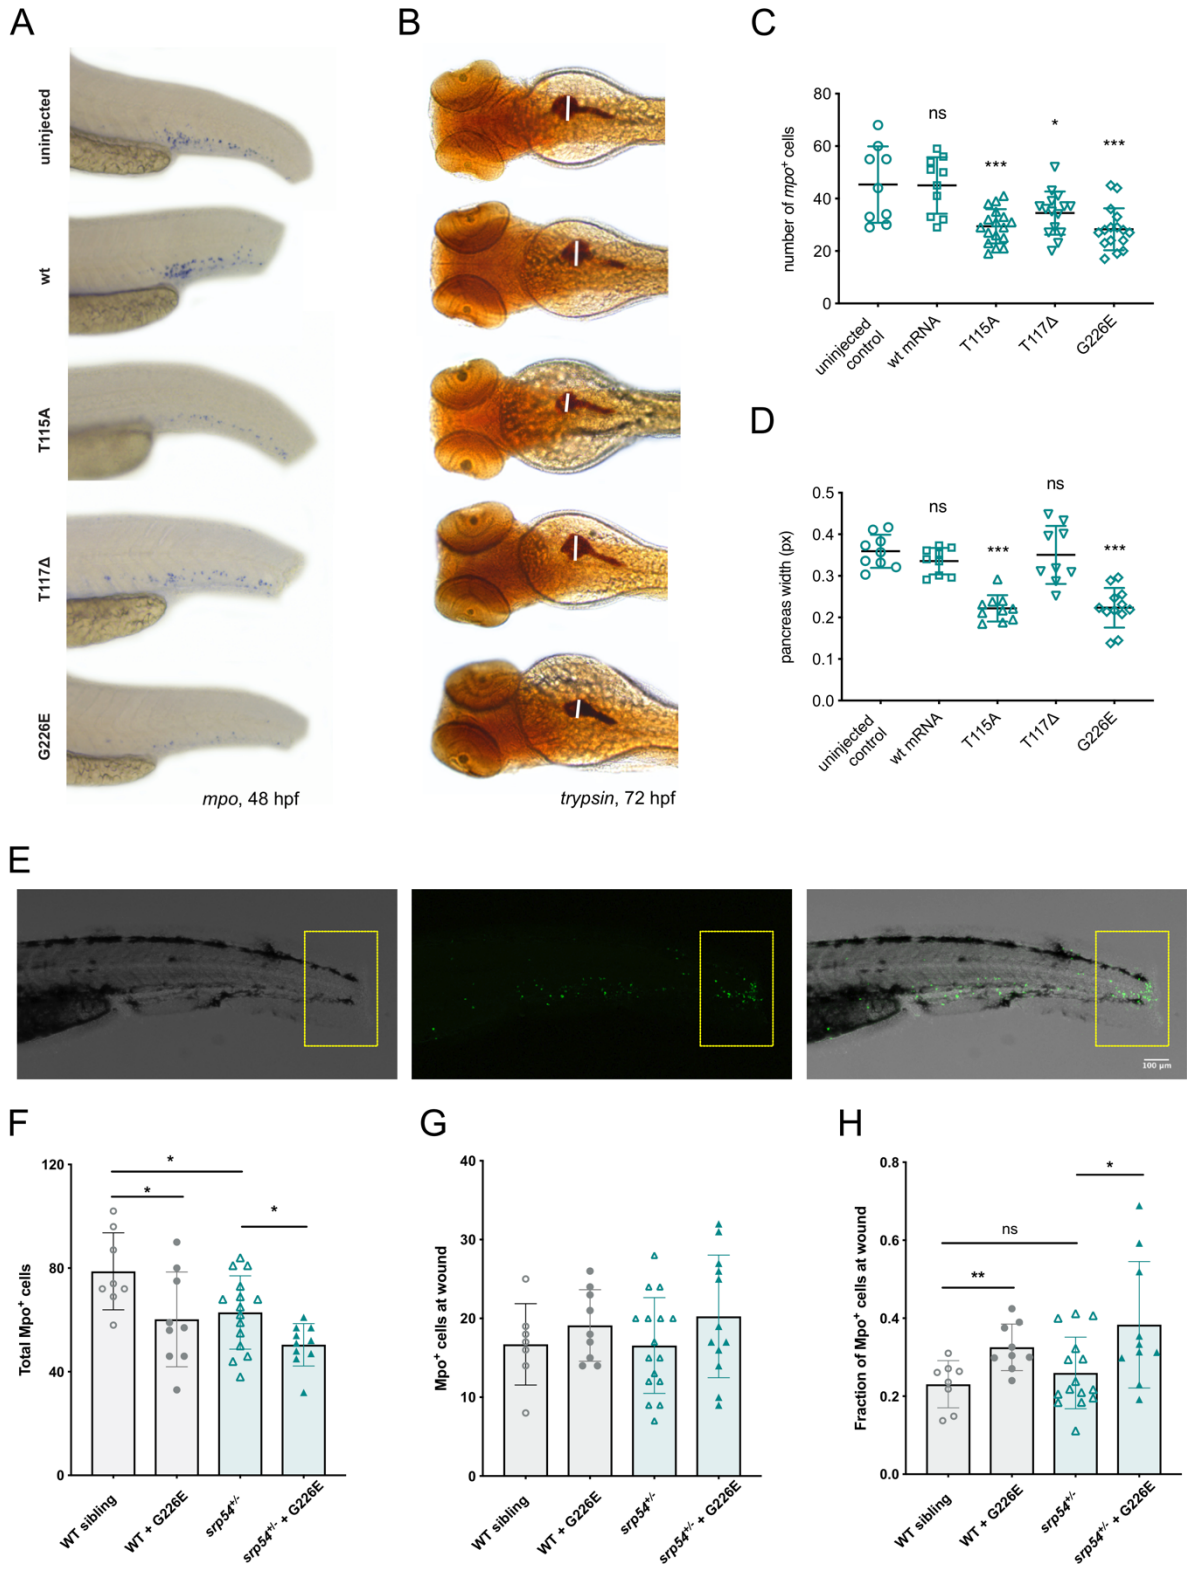 A
uninjected
wt
T115A
T117Δ
G226E
mpo, 48 hpf
B
trypsin, 72 hpf
C
number of mpo⁺ cells
80
60
40
20
0
ns
***
*
***
uninjected
control
wt mRNA
T115A
T117Δ
G226E
D
pancreas width (px)
0.5
0.4
0.3
0.2
0.1
0.0
ns
***
ns
***
uninjected
control
wt mRNA
T115A
T117Δ
G226E
E
100 µm
F
Total Mpo⁺ cells
120
80
40
0
*
*
*
WT sibling
WT + G226E
srp54⁺/⁻
srp54⁺/⁻ + G226E
G
Mpo⁺ cells at wound
40
30
20
10
0
WT sibling
WT + G226E
srp54⁺/⁻
srp54⁺/⁻ + G226E
H
Fraction of Mpo⁺ cells at wound
0.8
0.6
0.4
0.2
0.0
*
ns
**
WT sibling
WT + G226E
srp54⁺/⁻
srp54⁺/⁻ + G226E